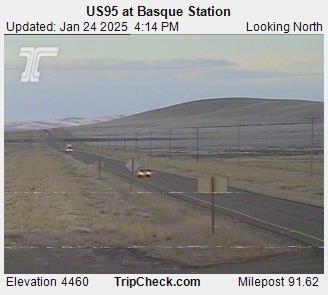 US95 at Basque Station
Updated: Jan 24 2025 4:14 PM Looking North
Elevation 4460 TripCheck.com Milepost 91.62